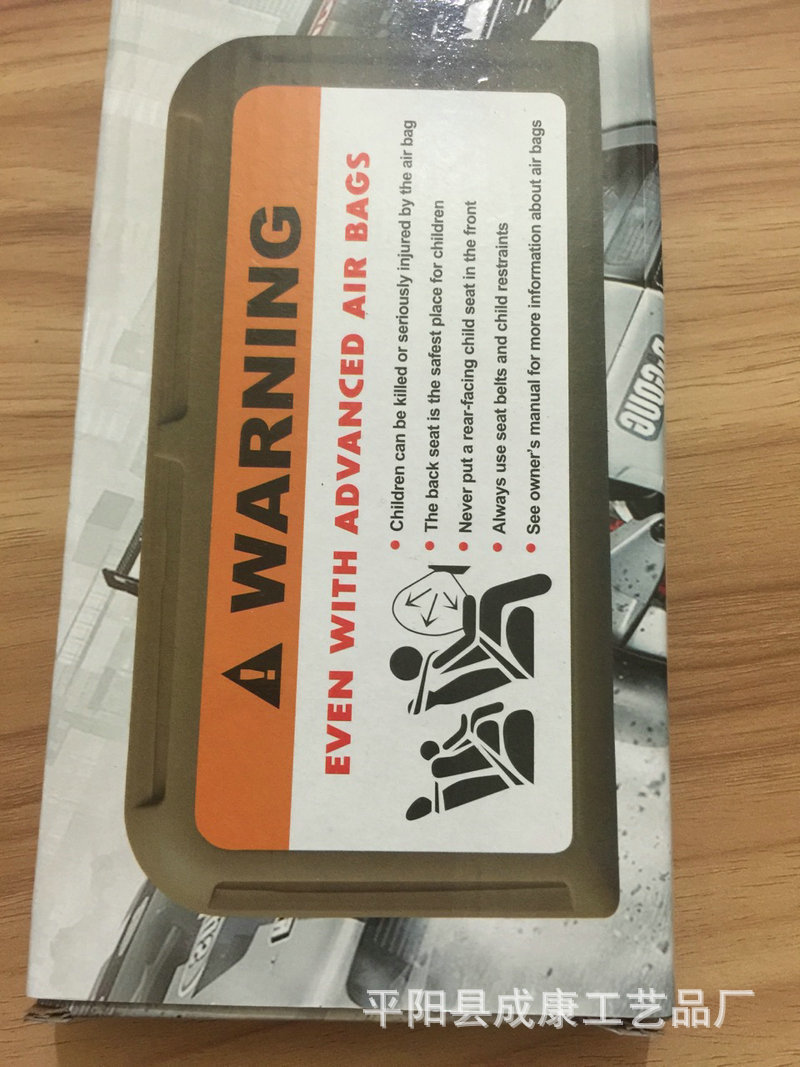 WARNING
EVEN WITH ADVANCED AIR BAGS
• Children can be killed or seriously injured by the air bag
• The back seat is the safest place for children
• Never put a rear-facing child seat in the front
• Always use seat belts and child restraints
• See owner's manual for more information about air bags
平阳县成康工艺品厂